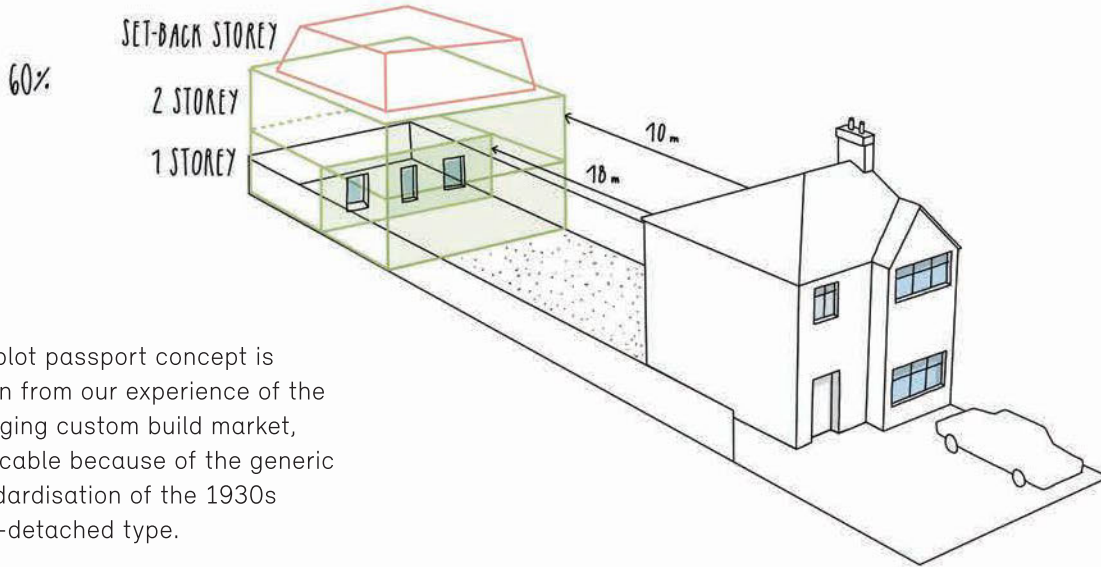 SET-BACK STOREY
60%
2 STOREY
1 STOREY
10 m
18 m
plot passport concept is
n from our experience of the
ging custom build market,
cable because of the generic
dardisation of the 1930s
-detached type.